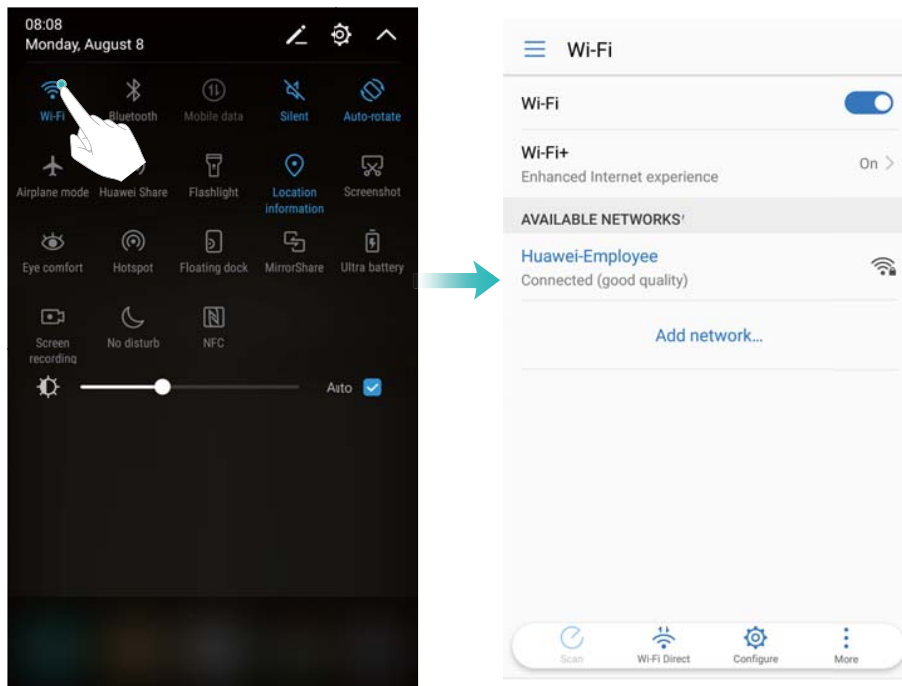 08:08
Monday, August 8
Wi-Fi
Bluetooth
Mobile data
Silent
Auto-rotate
Airplane mode
Huawei Share
Flashlight
Location
information
Screenshot
Eye comfort
Hotspot
Floating dock
MirrorShare
Ultra battery
Screen
recording
No disturb
NFC
Auto
Wi-Fi
Wi-Fi
Wi-Fi+
Enhanced Internet experience
On
AVAILABLE NETWORKS
Huawei-Employee
Connected (good quality)
Add network...
Scan
Wi-Fi Direct
Configure
More